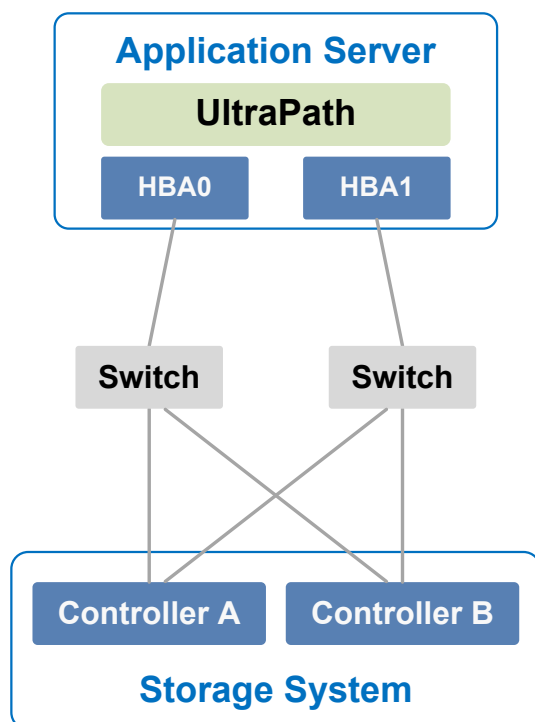 Application Server
UltraPath
HBA0
HBA1
Switch
Switch
Controller A
Controller B
Storage System